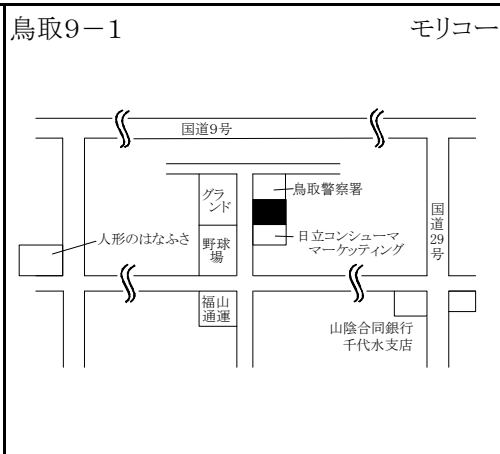 鳥取9－1
モリコー
国道9号
グラ
ンド
鳥取警察署
人形のはなふさ
野球
場
日立コンシューマ
マーケッティング
国
道
29
号
福山
通運
山陰合同銀行
千代水支店